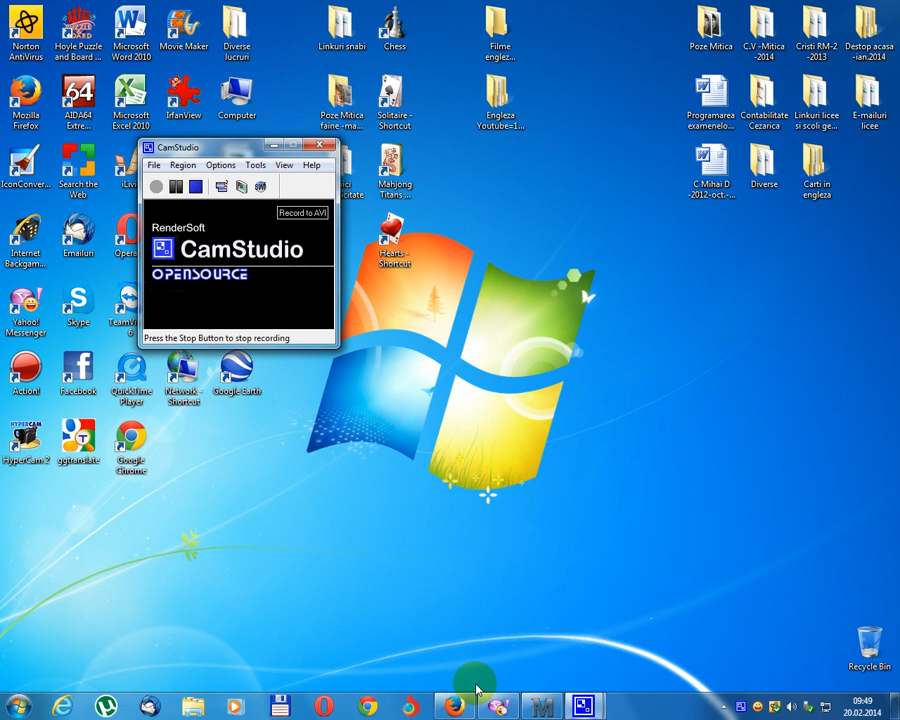 Norton
AntiVirus
Hoyle Puzzle
and Board ...
Microsoft
Word 2010
Movie Maker
Diverse
lucruri
Linkuri snabi
Chess
Filme
englez...
Poze Mitica
C.V -Mitica
-2014
Cristi RM-2
-2013
Destop acasa
-ian.2014
Mozilla
Firefox
64
AIDA64
Extre...
Microsoft
Excel 2010
IrfanView
Computer
Poze Mitica
faine -ma...
Solitaire -
Shortcut
Engleza
Youtube=1...
Programarea
examenelo...
Contabilitate
Cezarica
Linkuri licee
si scoli ge...
E-mailuri
licee
CamStudio
File
Region
Options
Tools
View
Help
Record to AVI
RenderSoft
CamStudio
OPENSOURCE
Press the Stop Button to stop recording
IconConver...
Search the
Web
Mahjong
Titans ...
C Mihai D
-2012-oct.-...
Diverse
Carti in
engleza
Internet
Backgam...
Emailuri
Hearts -
Shortcut
Yahoo!
Messenger
Skype
Action!
Facebook
QuickTime
Player
Network -
Shortcut
Google Earth
HYPERCAM
HyperCam 2
ggtranslate
Google
Chrome
Recycle Bin
09:49
20.02.2014